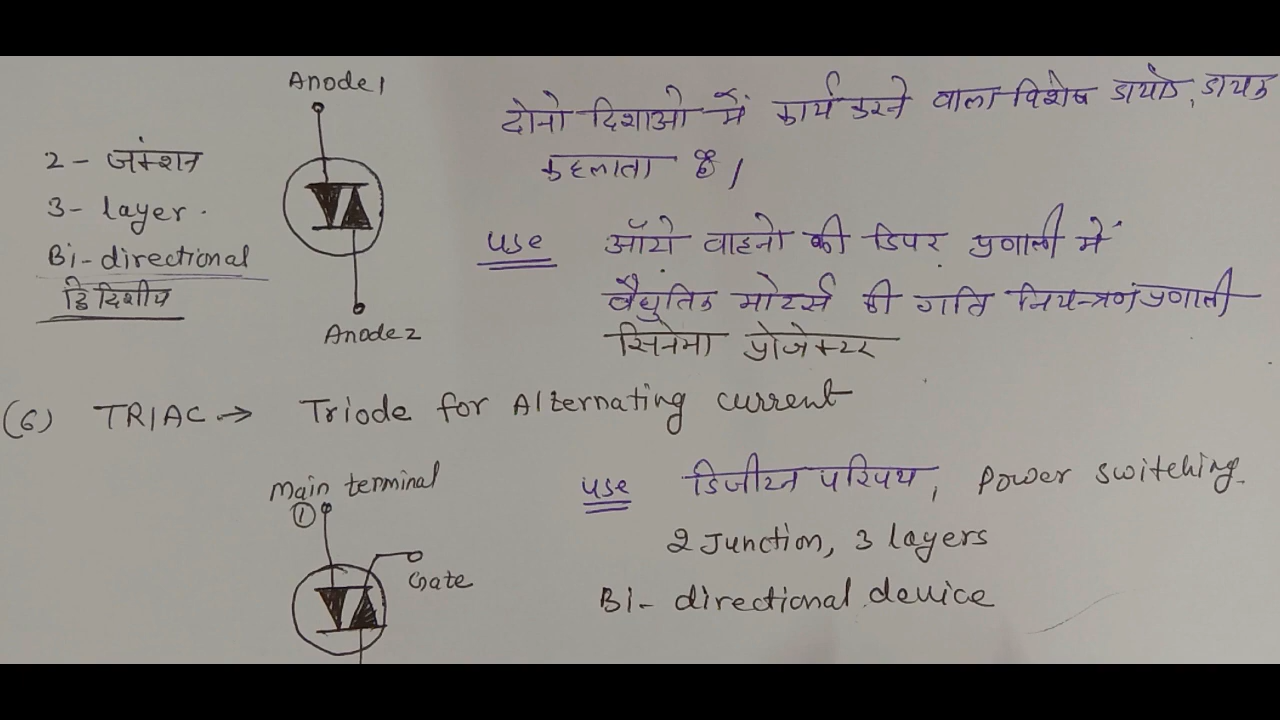 Anode1
2 - जंक्शन
3 - layer.
Bi-directional
द्विदिशीय
Anode2
दोनो दिशाओ में कार्य करने वाला विशेष डायोड, डायक
कहलाता है।
use ऑटो वाहनो की डिपर प्रणाली में
वैद्युतिक मोटर्स की गति नियन्त्रण प्रणाली
सिनेमा प्रोजेक्टर
(6) TRIAC → Triode for Alternating current
Main terminal
①
Gate
use डिजीटल परिपथ, Power switching.
2 Junction, 3 layers
Bi-directional device